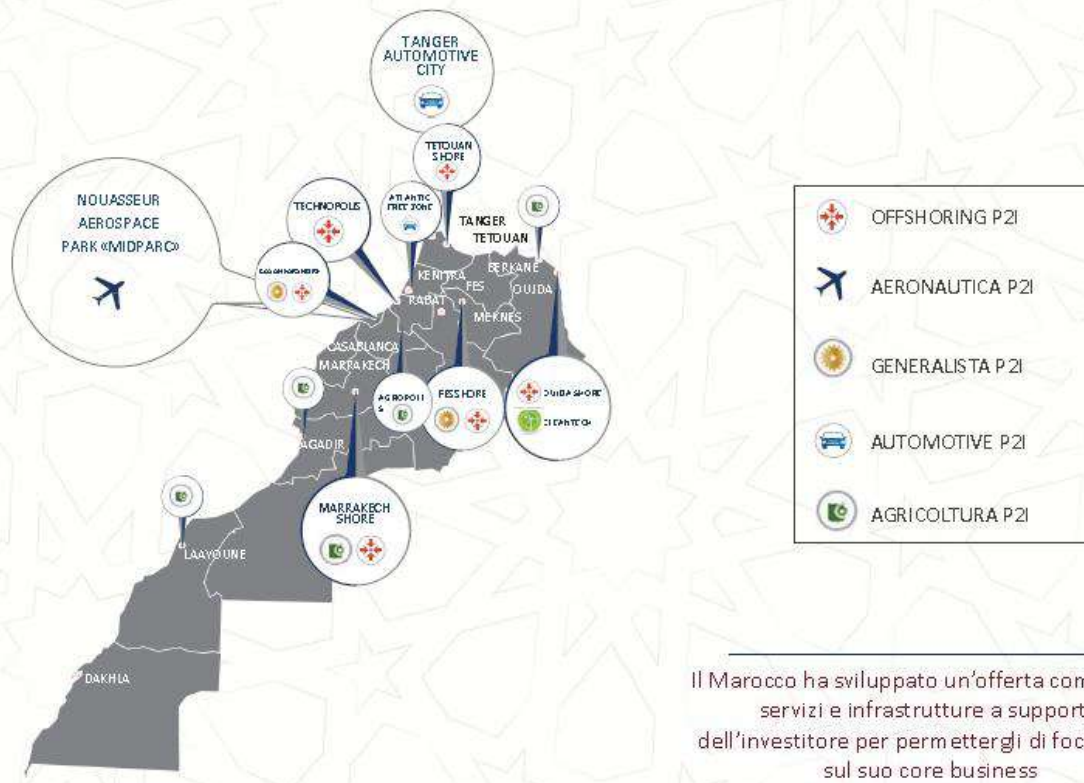 TANGER
AUTOMOTIVE
CITY
TETOUAN
SHORE
NOUASSEUR
AEROSPACE
PARK «MIDPARC»
TECHNOPOLIS
ATLANTIC
FREE ZONE
TANGER
TETOUAN
KENITRA
BERKANE
FES
OUJDA
RABAT
MEKNES
CASABLANCA
MARRAKECH
AGROPOLI
S
FESSHORE
OUJDA SHORE
AGADIR
MARRAKECH
SHORE
LAAYOUNE
DAKHLA
OFFSHORING P2I
AERONAUTICA P2I
GENERALISTA P2I
AUTOMOTIVE P2I
AGRICOLTURA P2I
Il Marocco ha sviluppato un'offerta com
servizi e infrastrutture a support
dell'investitore per permettergli di foc
sul suo core business